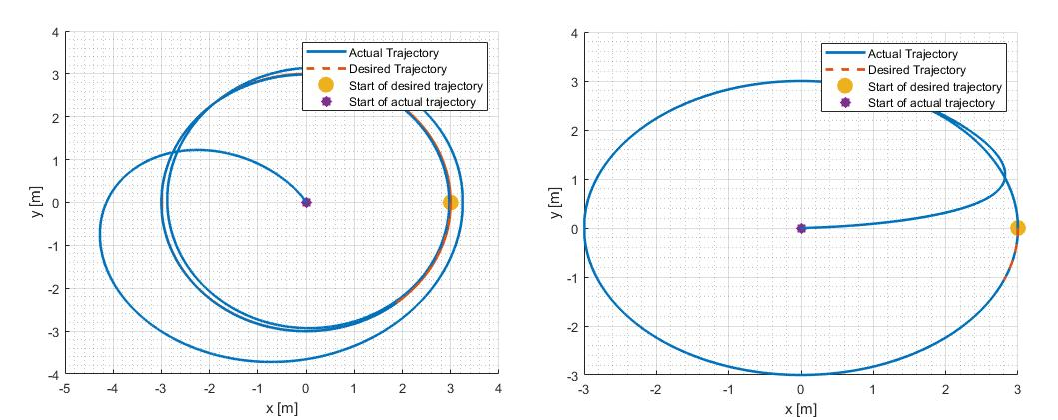 4
3
2
1
0
-1
-2
-3
-4
y [m]
-5 -4 -3 -2 -1 0 1 2 3 4
x [m]
Actual Trajectory
Desired Trajectory
Start of desired trajectory
Start of actual trajectory
4
3
2
1
0
-1
-2
-3
y [m]
-3 -2 -1 0 1 2 3
x [m]
Actual Trajectory
Desired Trajectory
Start of desired trajectory
Start of actual trajectory